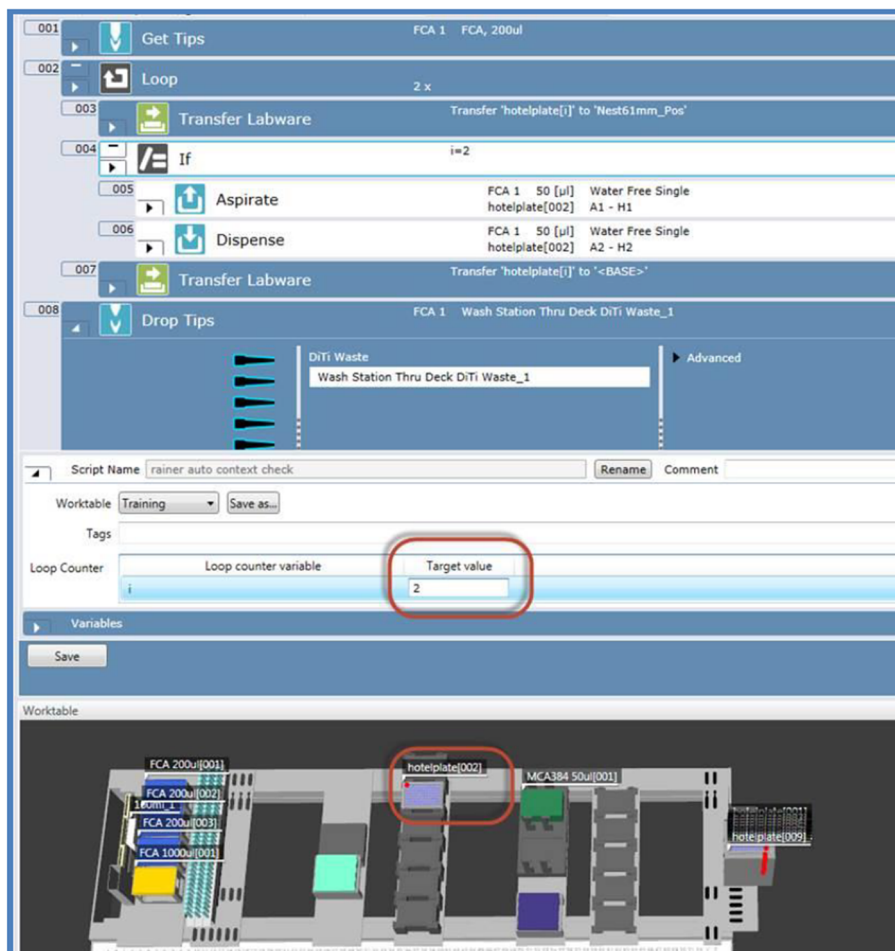 001 Get Tips FCA 1 FCA, 200ul
002 Loop 2 x
003 Transfer Labware Transfer 'hotelplate[i]' to 'Nest61mm_Pos'
004 If i=2
005 Aspirate FCA 1 50 [µl] Water Free Single
hotelplate[002] A1 - H1
006 Dispense FCA 1 50 [µl] Water Free Single
hotelplate[002] A2 - H2
007 Transfer Labware Transfer 'hotelplate[i]' to '<BASE>'
008 Drop Tips FCA 1 Wash Station Thru Deck DiTi Waste_1
DiTi Waste Advanced
Wash Station Thru Deck DiTi Waste_1
Script Name rainer auto context check Rename Comment
Worktable Training Save as...
Tags
Loop Counter Loop counter variable Target value
i 2
Variables
Save
Worktable
FCA 200ul[001]
hotelplate[002]
MCA384 50ul[001]
FCA 200ul[002]
100ml_1
FCA 200ul[003]
FCA 1000ul[001]
hotelplate[009]